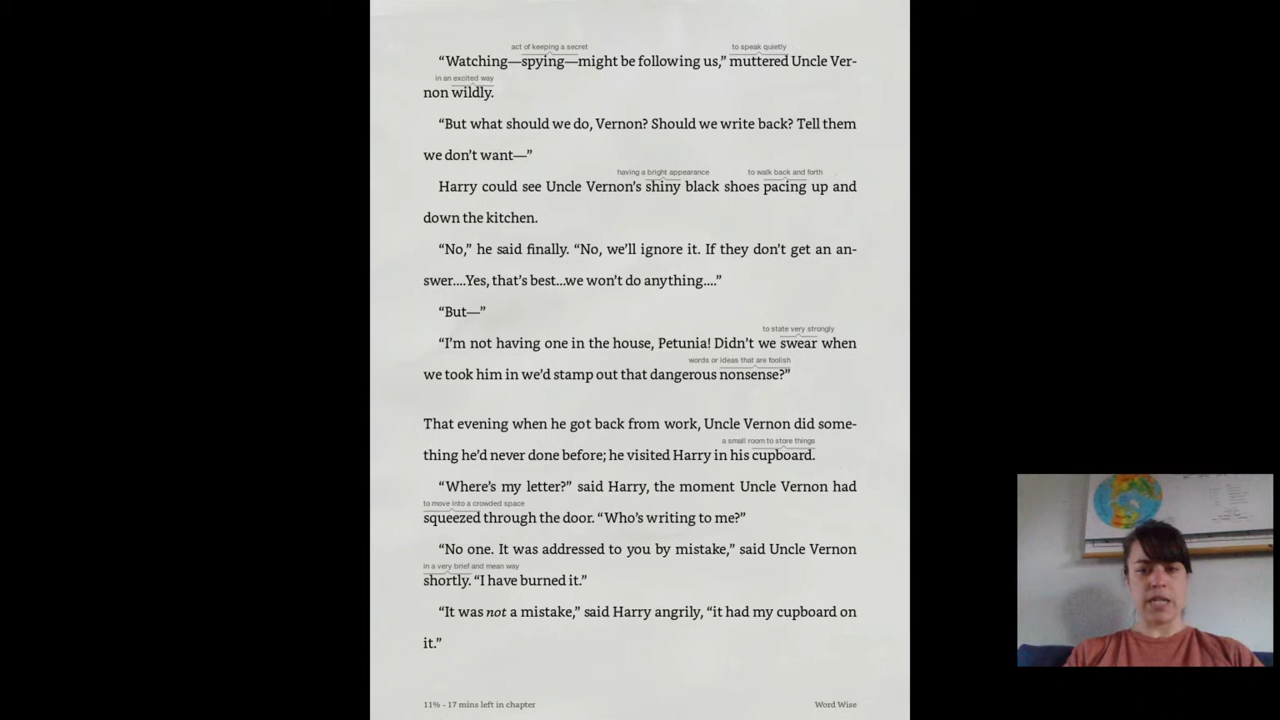 act of keeping a secret
to speak quietly
“Watching—spying—might be following us,” muttered Uncle Ver-
in an excited way
non wildly.
“But what should we do, Vernon? Should we write back? Tell them
we don’t want—”
having a bright appearance
to walk back and forth
Harry could see Uncle Vernon’s shiny black shoes pacing up and
down the kitchen.
“No,” he said finally. “No, we’ll ignore it. If they don’t get an an-
swer....Yes, that’s best...we won’t do anything....”
“But—”
to state very strongly
“I’m not having one in the house, Petunia! Didn’t we swear when
words or ideas that are foolish
we took him in we’d stamp out that dangerous nonsense?”
That evening when he got back from work, Uncle Vernon did some-
a small room to store things
thing he’d never done before; he visited Harry in his cupboard.
“Where’s my letter?” said Harry, the moment Uncle Vernon had
to move into a crowded space
squeezed through the door. “Who’s writing to me?”
“No one. It was addressed to you by mistake,” said Uncle Vernon
in a very brief and mean way
shortly. “I have burned it.”
“It was not a mistake,” said Harry angrily, “it had my cupboard on
it.”
11% - 17 mins left in chapter
Word Wise